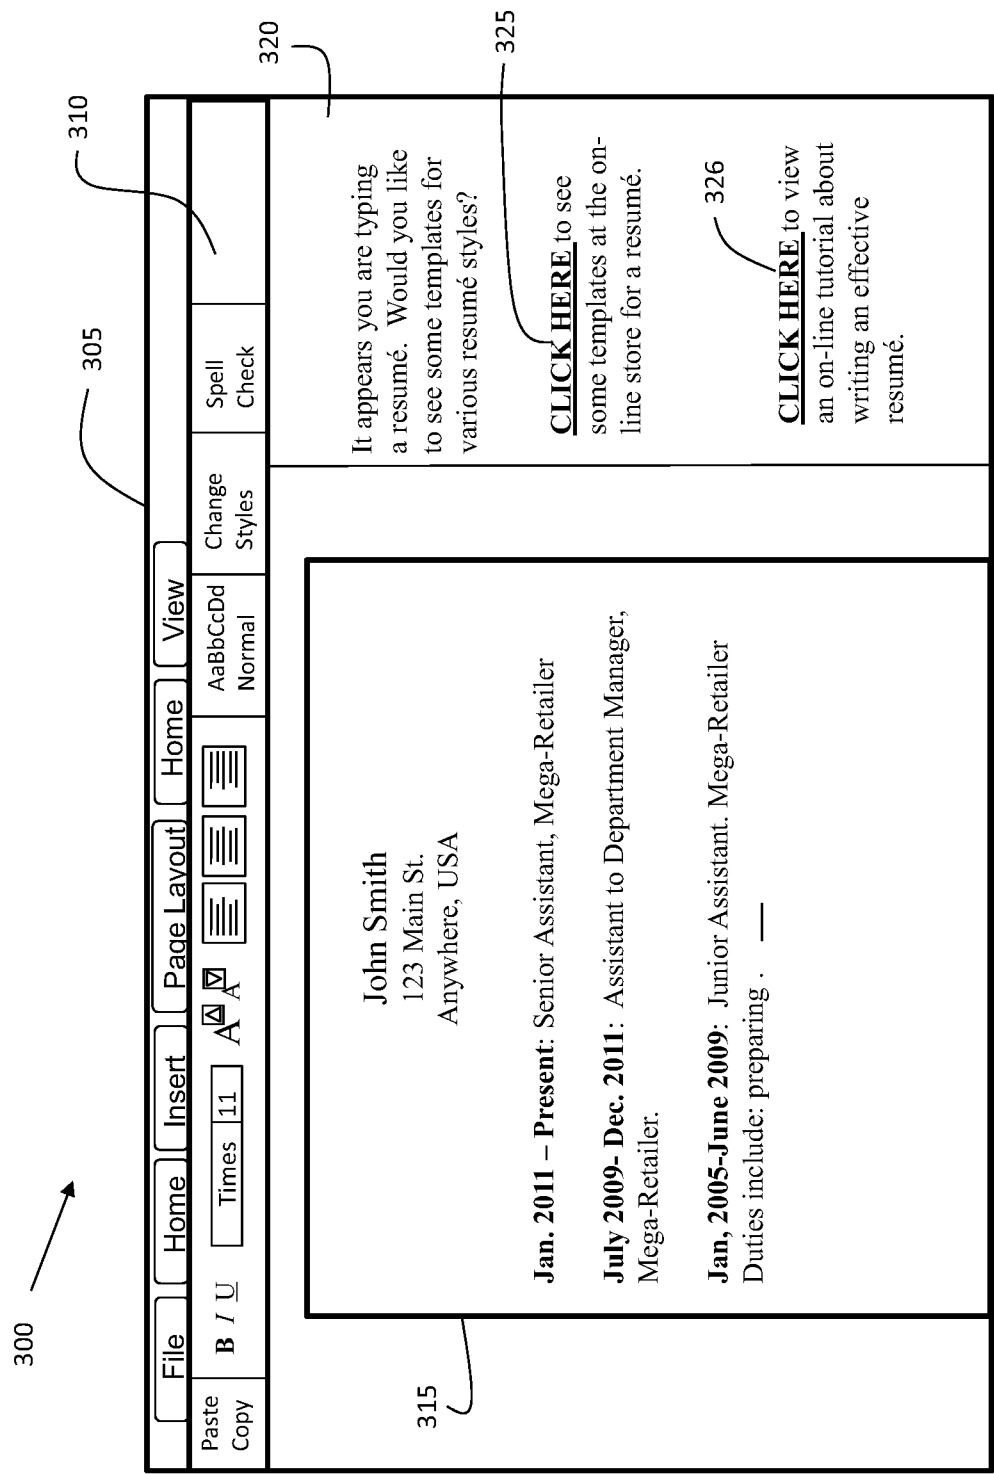 300
305
310
File Home Insert Page Layout Home View
Paste
Copy
B I U
Times 11
A A
AaBbCcDd
Normal
Change
Styles
Spell
Check
320
315
John Smith
123 Main St.
Anywhere, USA
Jan. 2011 – Present: Senior Assistant, Mega-Retailer
July 2009- Dec. 2011: Assistant to Department Manager,
Mega-Retailer.
Jan, 2005-June 2009: Junior Assistant. Mega-Retailer
Duties include: preparing .
It appears you are typing
a resumé. Would you like
to see some templates for
various resumé styles?
325
CLICK HERE to see
some templates at the on-
line store for a resumé.
326
CLICK HERE to view
an on-line tutorial about
writing an effective
resumé.